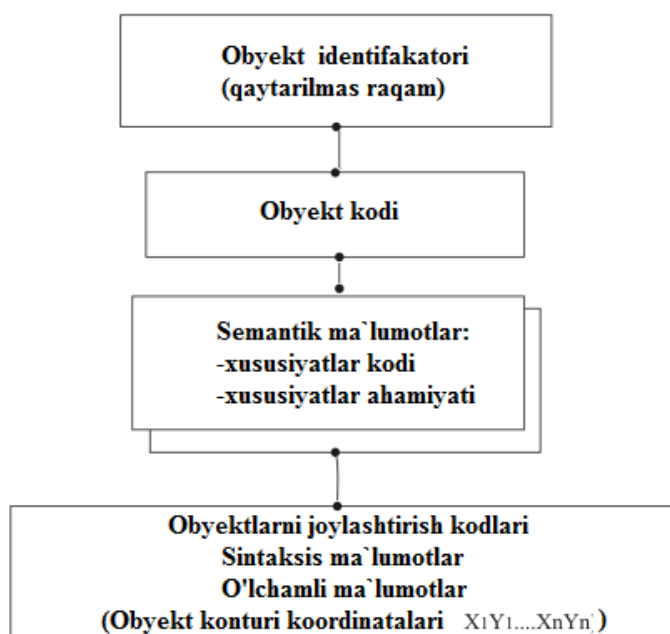 Obyekt identifakatori
(qaytarilmas raqam)
Obyekt kodi
Semantik ma`lumotlar:
-xususiyatlar kodi
-xususiyatlar ahamiyati
Obyektlarni joylashtirish kodlari
Sintaksis ma`lumotlar
O'lchamli ma`lumotlar
(Obyekt konturi koordinatalari X1Y1....XnYn)